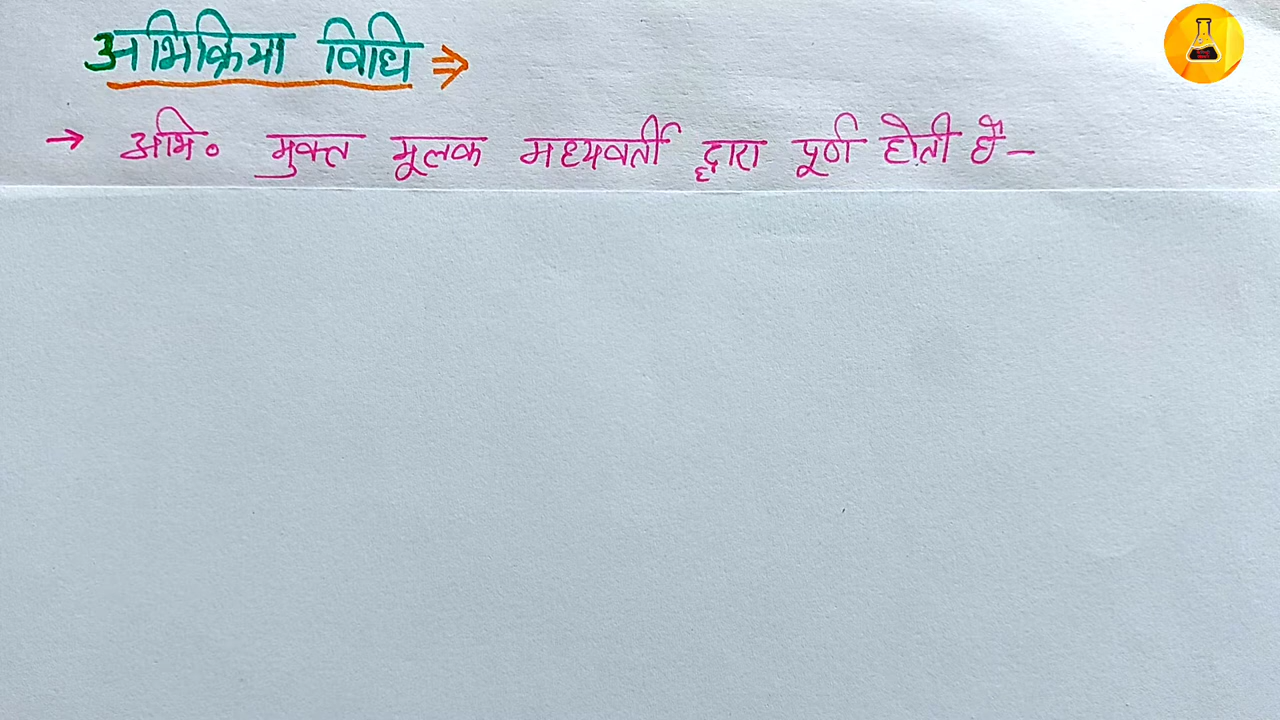 अभिक्रिया विधि ⇒
→ अभि० मुक्त मूलक मध्यवर्ती द्वारा पूर्ण होती है –